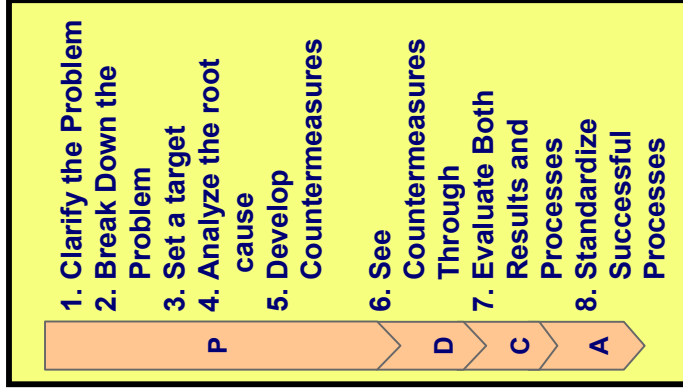 1. Clarify the Problem
2. Break Down the
Problem
3. Set a target
4. Analyze the root
cause
5. Develop
Countermeasures
6. See
Countermeasures
Through
7. Evaluate Both
Results and
Processes
8. Standardize
Successful
Processes
P
D
C
A